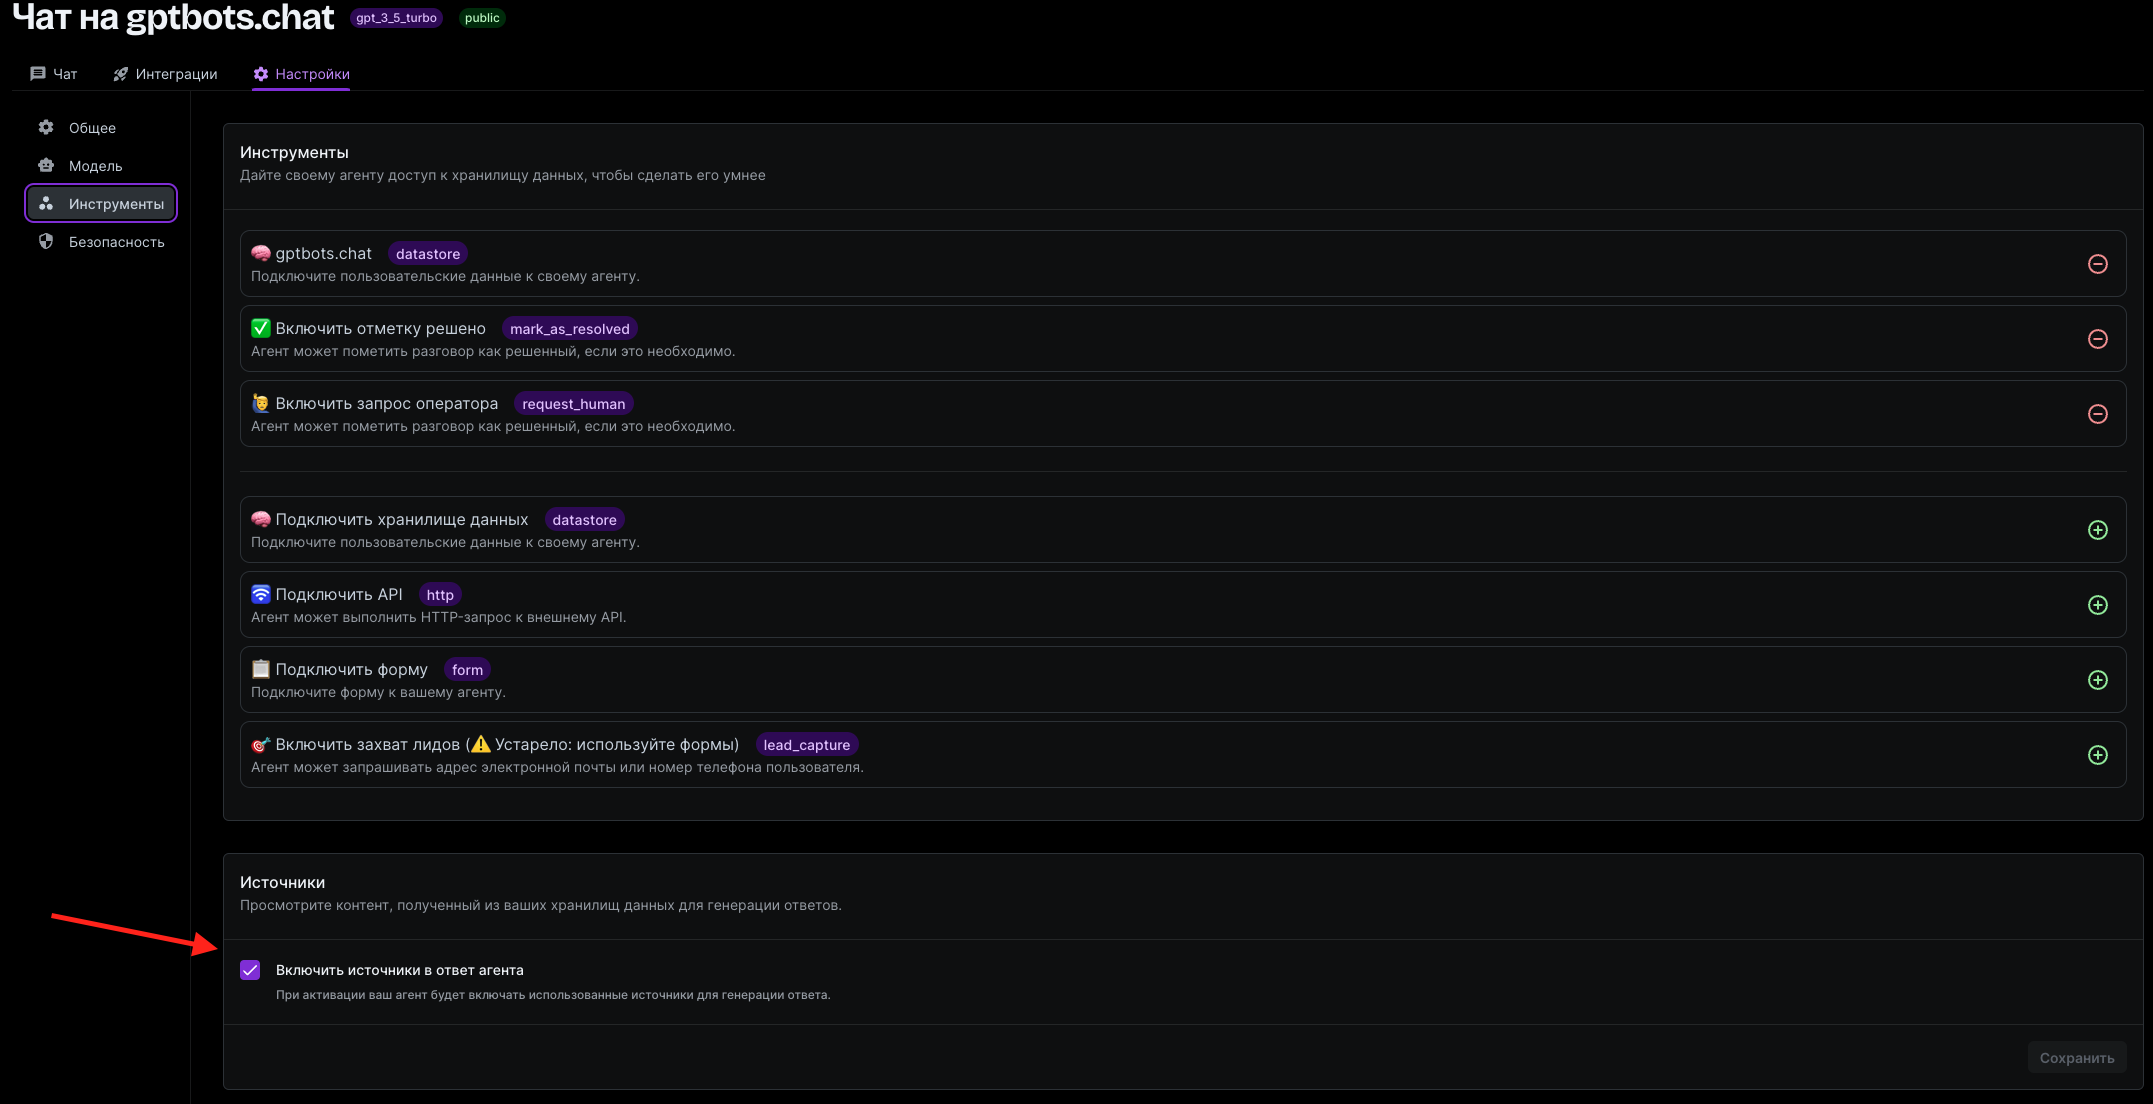 Чат на gptbots.chat gpt_3_5_turbo public
Чат Интеграции Настройки
Общее
Модель
Инструменты
Безопасность
Инструменты
Дайте своему агенту доступ к хранилищу данных, чтобы сделать его умнее
gptbots.chat datastore
Подключите пользовательские данные к своему агенту.
Включить отметку решено mark_as_resolved
Агент может пометить разговор как решенный, если это необходимо.
Включить запрос оператора request_human
Агент может пометить разговор как решенный, если это необходимо.
Подключить хранилище данных datastore
Подключите пользовательские данные к своему агенту.
Подключить API http
Агент может выполнить HTTP-запрос к внешнему API.
Подключить форму form
Подключите форму к вашему агенту.
Включить захват лидов (⚠️ Устарело: используйте формы) lead_capture
Агент может запрашивать адрес электронной почты или номер телефона пользователя.
Источники
Просмотрите контент, полученный из ваших хранилищ данных для генерации ответов.
Включить источники в ответ агента
При активации ваш агент будет включать использованные источники для генерации ответа.
Сохранить